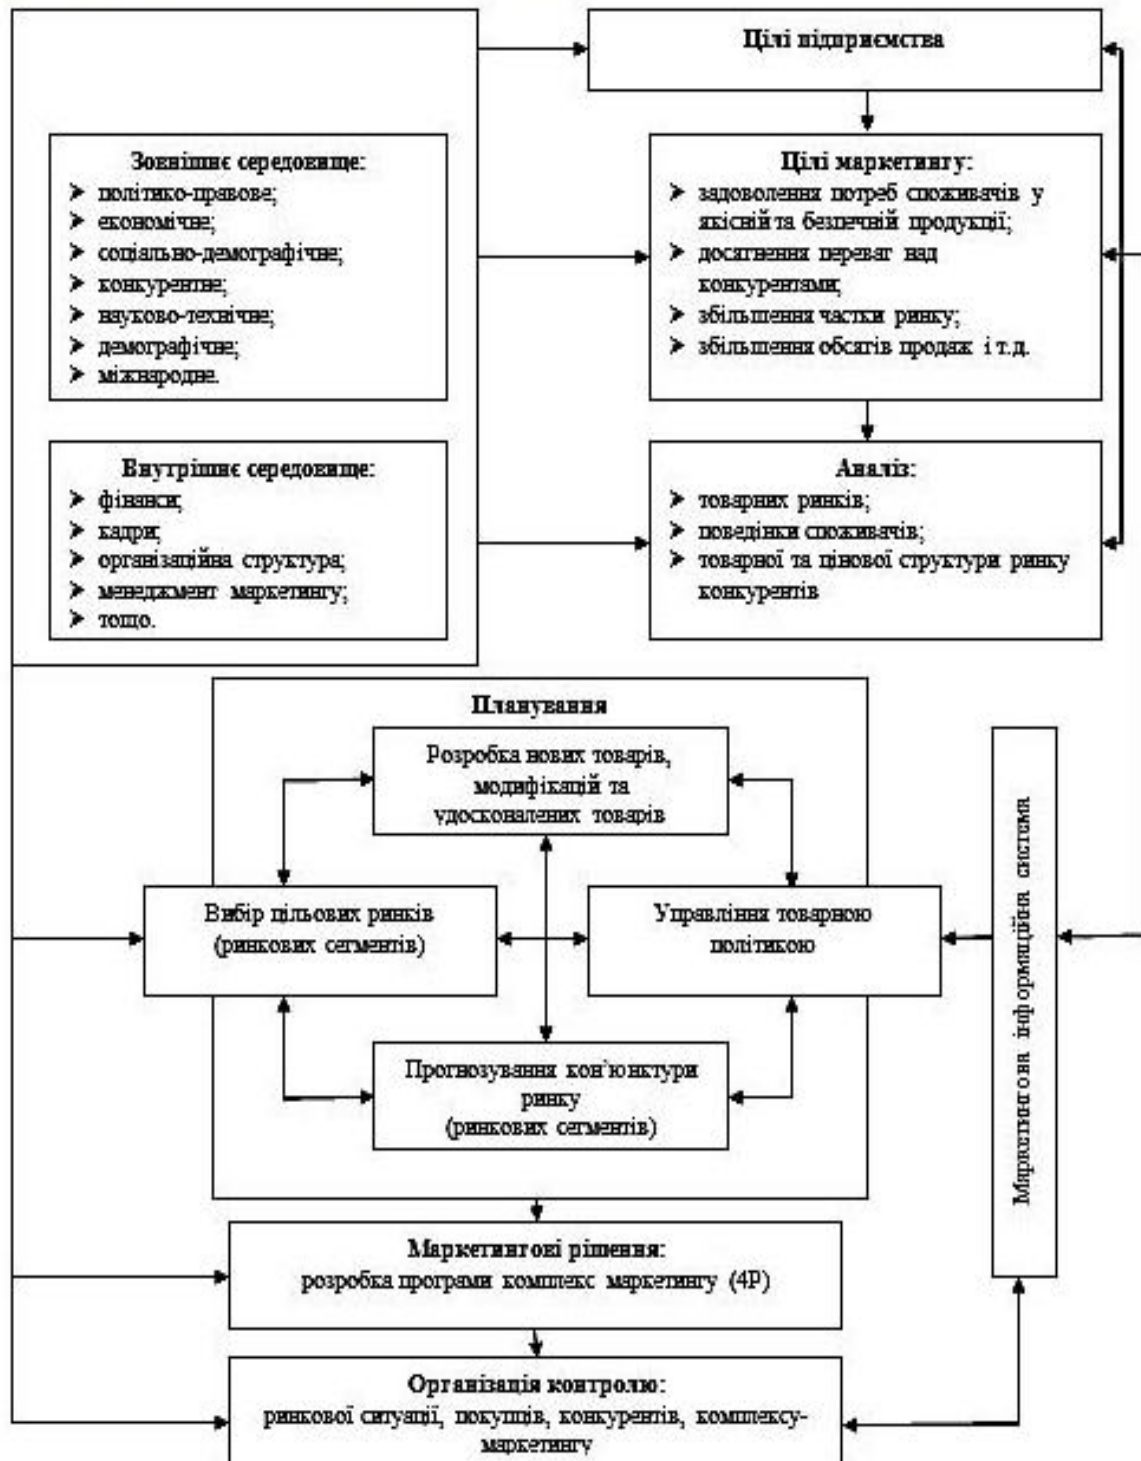 Цілі підприємства
Зовнішнє середовище:
➢ політико-правове;
➢ економічне;
➢ соціально-демографічне;
➢ конкурентне;
➢ науково-технічне;
➢ демографічне;
➢ міжнародне.
Цілі маркетингу:
➢ задоволення потреб споживачів у
якісній та безпечній продукції;
➢ досягнення переваг над
конкурентами;
➢ збільшення частки ринку;
➢ збільшення обсягів продаж і т.д.
Внутрішнє середовище:
➢ фінанси;
➢ кадри;
➢ організаційна структура;
➢ менеджмент маркетингу;
➢ тощо.
Аналіз:
➢ товарних ринків;
➢ поведінки споживачів;
➢ товарної та цінової структури ринку
конкурентів
Планування
Розробка нових товарів,
модифікацій та
удосконалених товарів
Вибір цільових ринків
(ринкових сегментів)
Управління товарною
політикою
Прогнозування кон'юнктури
ринку
(ринкових сегментів)
Маркетингова інформаційна система
Маркетингові рішення:
розробка програми комплекс маркетингу (4Р)
Організація контролю:
ринкової ситуації, покупців, конкурентів, комплексу-
маркетингу